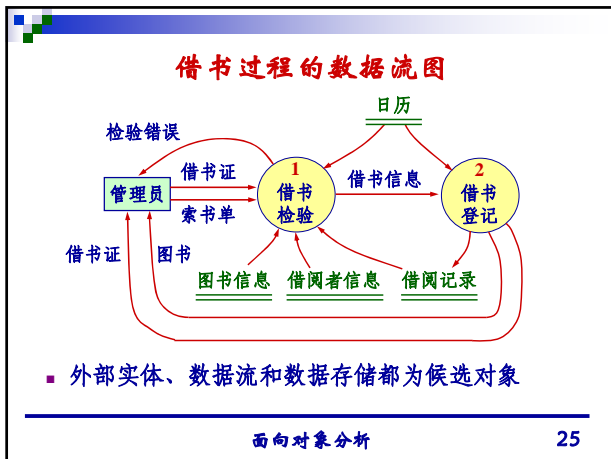 借书过程的数据流图
日历
检验错误
借书证
管理员
索书单
1
借书
检验
借书信息
2
借书
登记
借书证
图书
图书信息
借阅者信息
借阅记录
外部实体、数据流和数据存储都为候选对象
面向对象分析
25